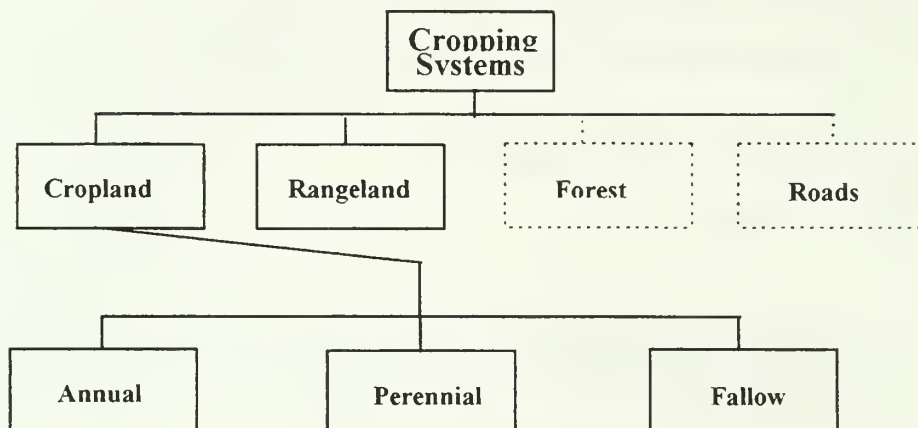 Cropping
Systems
Cropland
Rangeland
Forest
Roads
Annual
Perennial
Fallow